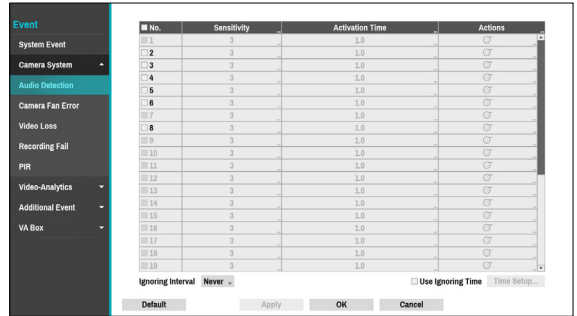 Event
System Event
Camera System
Audio Detection
Camera Fan Error
Video Loss
Recording Fail
PIR
Video-Analytics
Additional Event
VA Box
No. Sensitivity Activation Time Actions
1 3 1.0
2 3 1.0
3 3 1.0
4 3 1.0
5 3 1.0
6 3 1.0
7 3 1.0
8 3 1.0
9 3 1.0
10 3 1.0
11 3 1.0
12 3 1.0
13 3 1.0
14 3 1.0
15 3 1.0
16 3 1.0
17 3 1.0
18 3 1.0
19 3 1.0
Ignoring Interval Never Use Ignoring Time Time Setup...
Default Apply OK Cancel